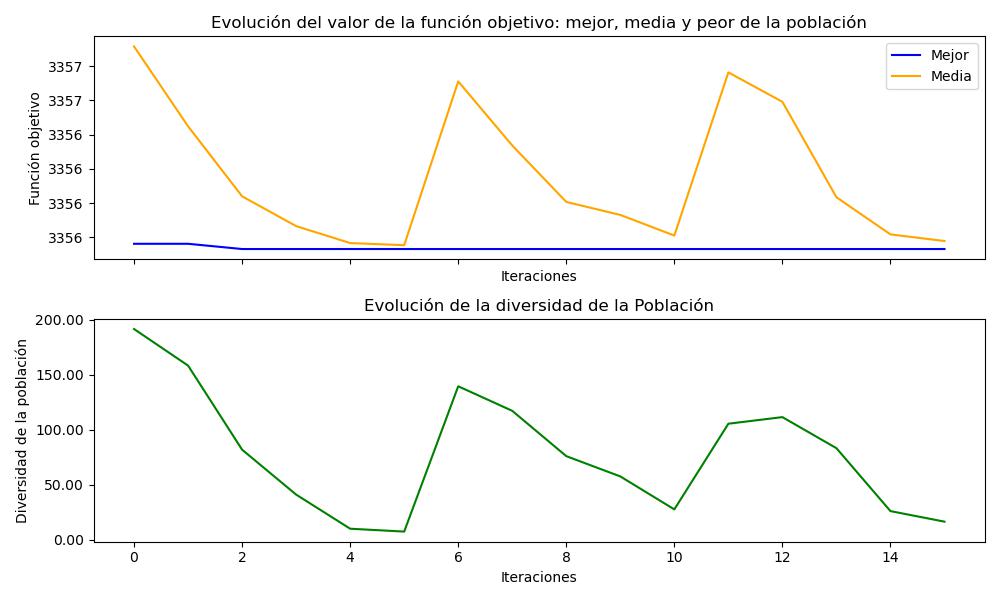 Evolución del valor de la función objetivo: mejor, media y peor de la población
Función objetivo
3357
3357
3356
3356
3356
3356
Mejor
Media
Iteraciones
Evolución de la diversidad de la Población
Diversidad de la población
200.00
150.00
100.00
50.00
0.00
0 2 4 6 8 10 12 14
Iteraciones